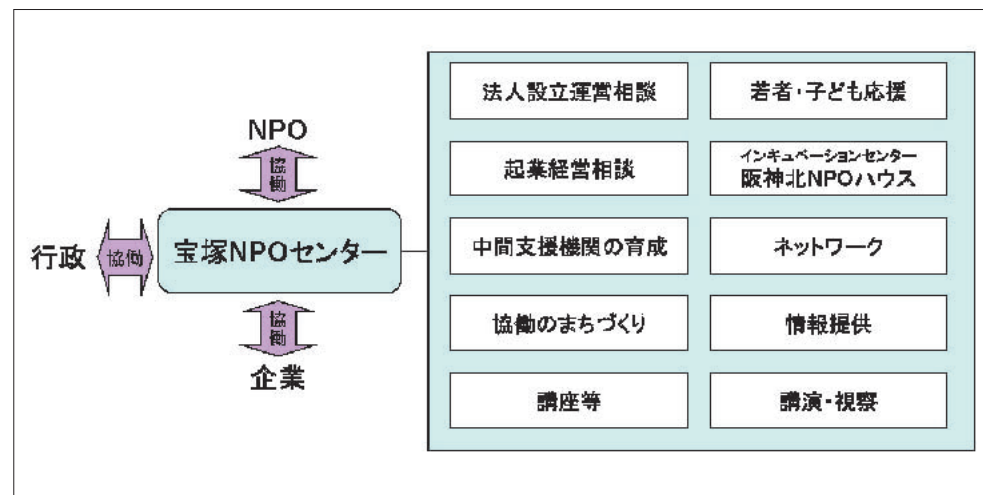 NPO
協働
行政
協働
宝塚NPOセンター
協働
企業
法人設立運営相談
若者・子ども応援
起業経営相談
インキュベーションセンター
阪神北NPOハウス
中間支援機関の育成
ネットワーク
協働のまちづくり
情報提供
講座等
講演・視察